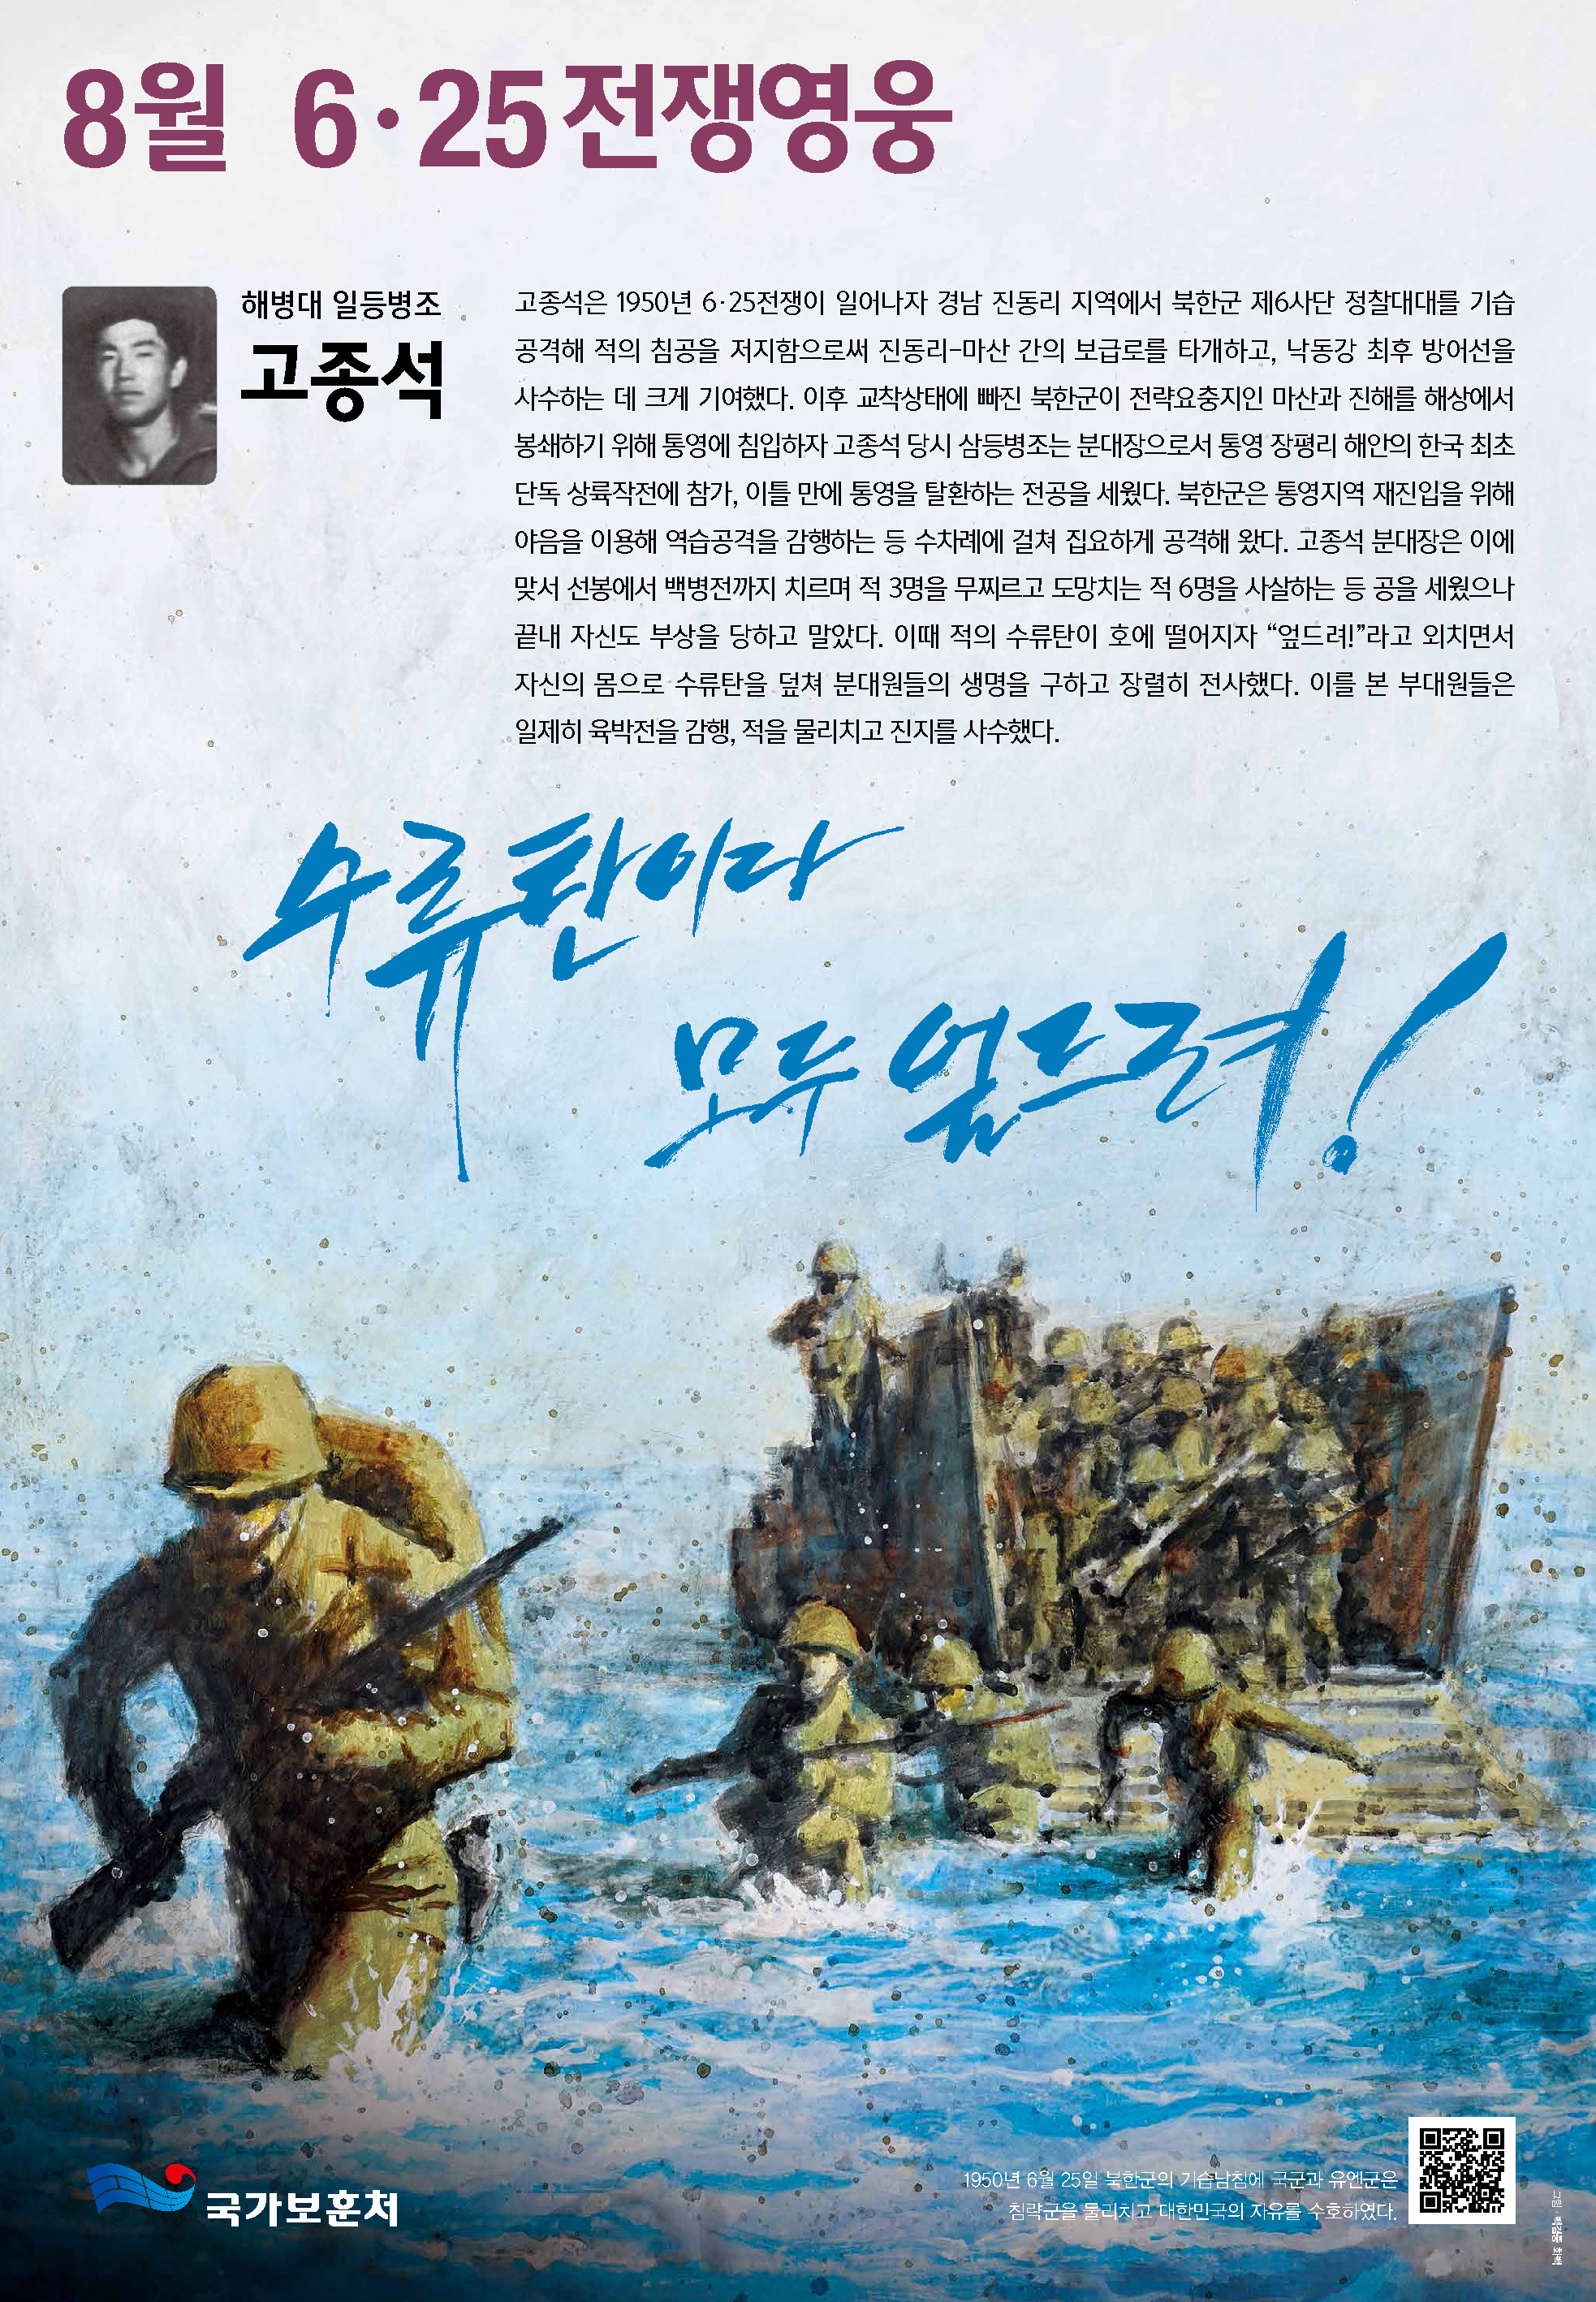 8월 6·25전쟁영웅
해병대 일등병조
고종석
고종석은 1950년 6·25전쟁이 일어나자 경남 진동리 지역에서 북한군 제6사단 정찰대대를 기습
공격해 적의 침공을 저지함으로써 진동리-마산 간의 보급로를 타개하고, 낙동강 최후 방어선을
사수하는 데 크게 기여했다. 이후 교착상태에 빠진 북한군이 전략요충지인 마산과 진해를 해상에서
봉쇄하기 위해 통영에 침입하자 고종석 당시 삼등병조는 분대장으로서 통영 장평리 해안의 한국 최초
단독 상륙작전에 참가, 이틀 만에 통영을 탈환하는 전공을 세웠다. 북한군은 통영지역 재진입을 위해
야음을 이용해 역습공격을 감행하는 등 수차례에 걸쳐 집요하게 공격해 왔다. 고종석 분대장은 이에
맞서 선봉에서 백병전까지 치르며 적 3명을 무찌르고 도망치는 적 6명을 사살하는 등 공을 세웠으나
끝내 자신도 부상을 당하고 말았다. 이때 적의 수류탄이 호에 떨어지자 “엎드려!”라고 외치면서
자신의 몸으로 수류탄을 덮쳐 분대원들의 생명을 구하고 장렬히 전사했다. 이를 본 부대원들은
일제히 육박전을 감행, 적을 물리치고 진지를 사수했다.
수류탄이다
모두 엎드려!
국가보훈처
1950년 6월 25일 북한군의 기습남침에 국군과 유엔군은
침략군을 물리치고 대한민국의 자유를 수호하였다.
그림